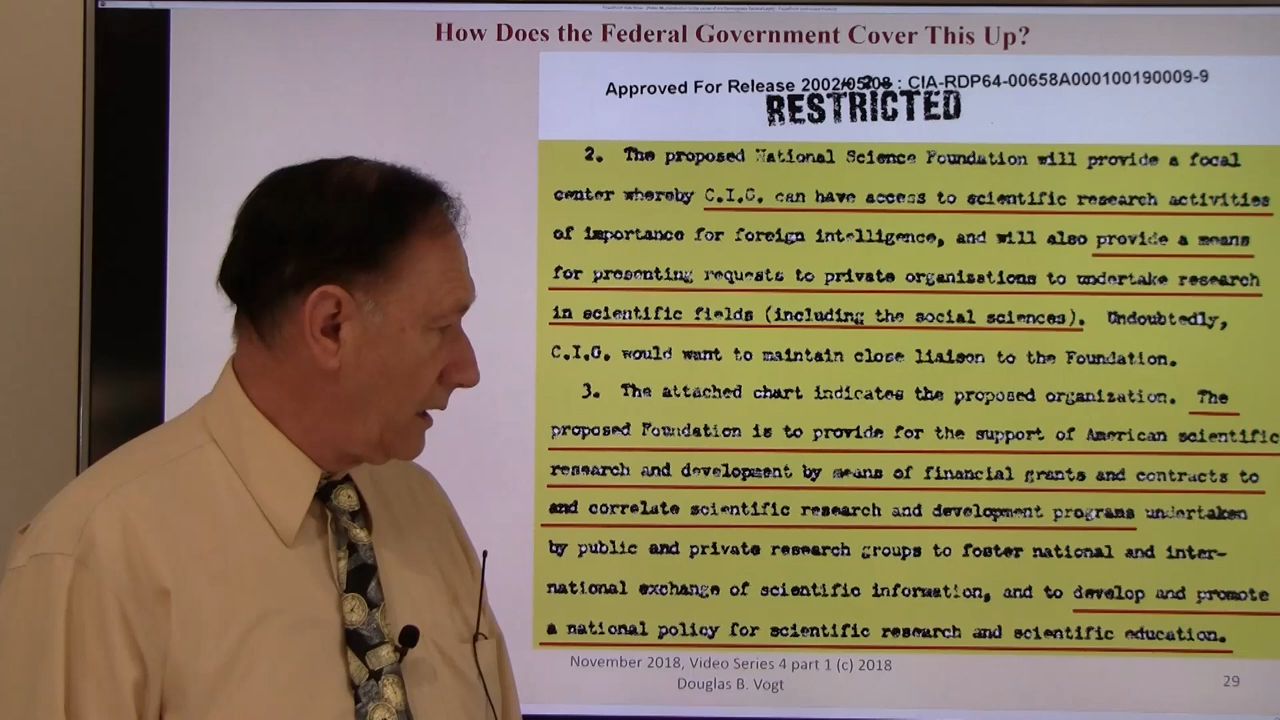 How Does the Federal Government Cover This Up?
Approved For Release 2002/05/08 : CIA-RDP64-00658A000100190009-9
RESTRICTED
2. The proposed National Science Foundation will provide a focal
center whereby C.I.G. can have access to scientific research activities
of importance for foreign intelligence, and will also provide a means
for presenting requests to private organizations to undertake research
in scientific fields (including the social sciences). Undoubtedly,
C.I.G. would want to maintain close liaison to the Foundation.
3. The attached chart indicates the proposed organization. The
proposed Foundation is to provide for the support of American scientific
research and development by means of financial grants and contracts to
and correlate scientific research and development programs undertaken
by public and private research groups to foster national and inter-
national exchange of scientific information, and to develop and promote
a national policy for scientific research and scientific education.
November 2018, Video Series 4 part 1 (c) 2018
Douglas B. Vogt
29